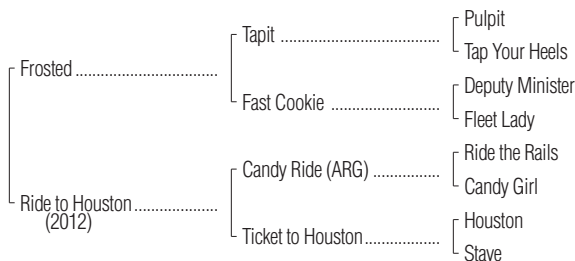 Pulpit
Tapit ........................................
Tap Your Heels
Frosted ....................................
Deputy Minister
Fast Cookie ...........................
Fleet Lady
Ride the Rails
Candy Ride (ARG) .................
Candy Girl
Ride to Houston .....................
(2012)
Houston
Ticket to Houston...................
Stave